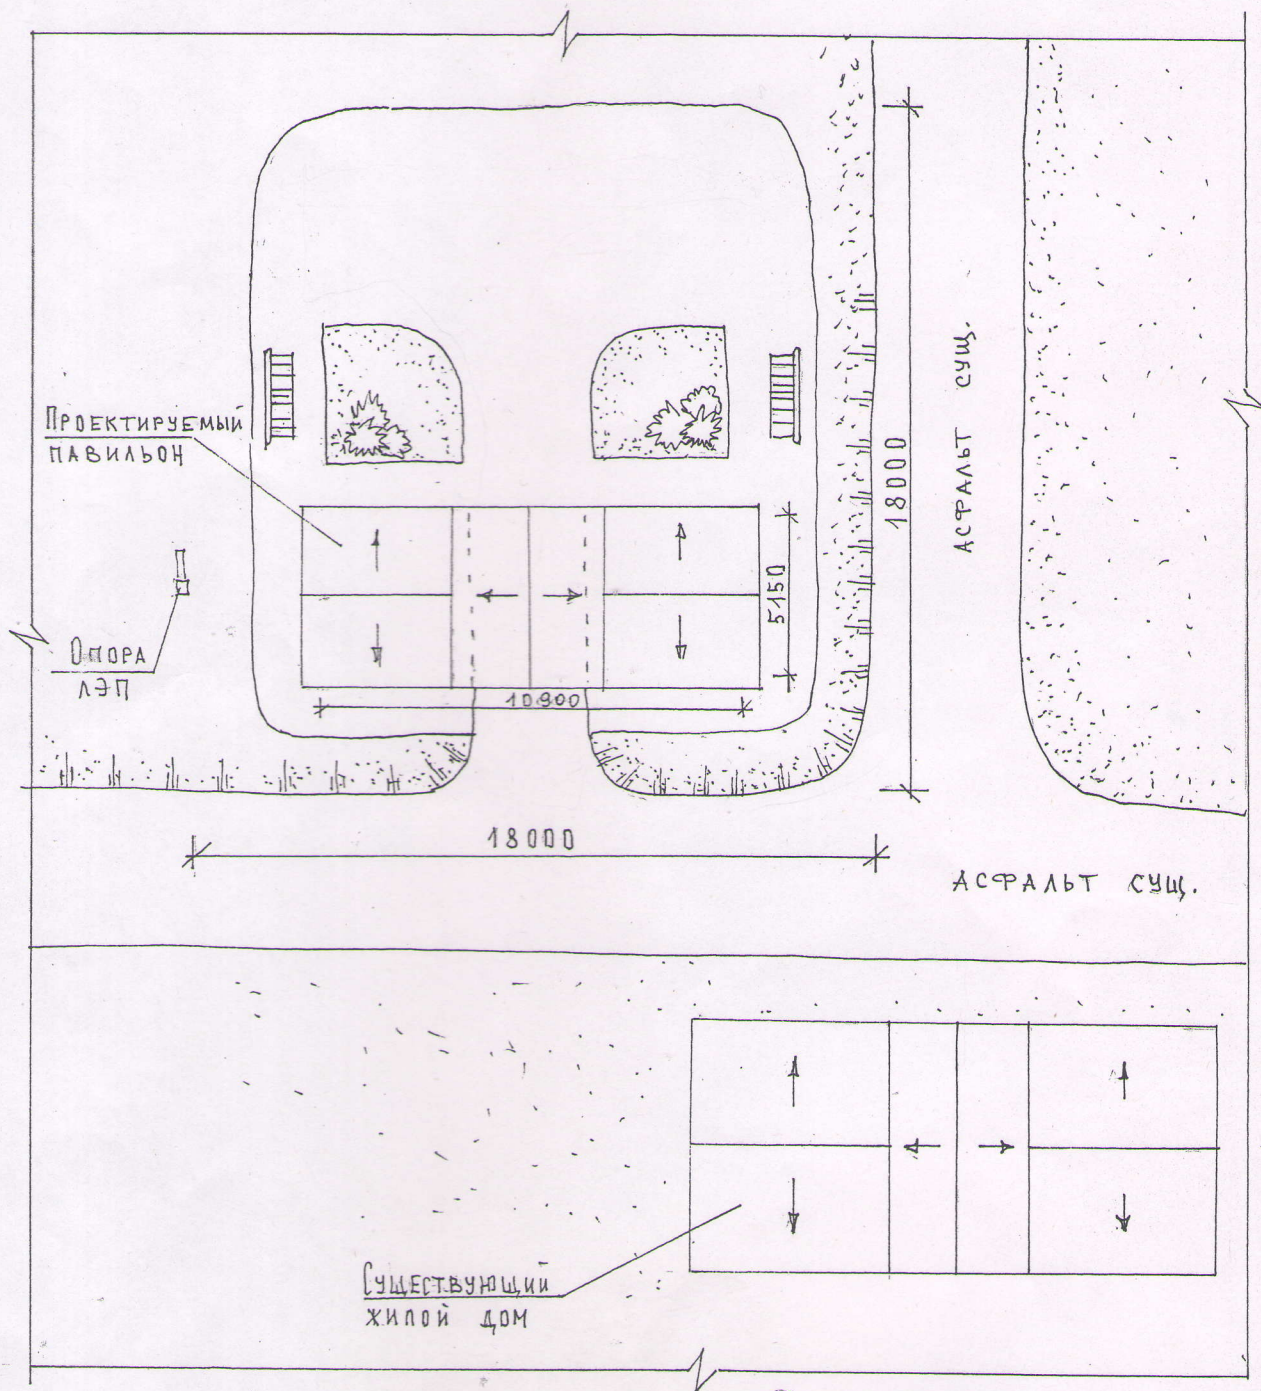 Проектируемый
павильон
АСФАЛЬТ СУЩ.
18000
5150
Опора
ЛЭП
10900
18000
АСФАЛЬТ СУЩ.
Существующий
жилой дом